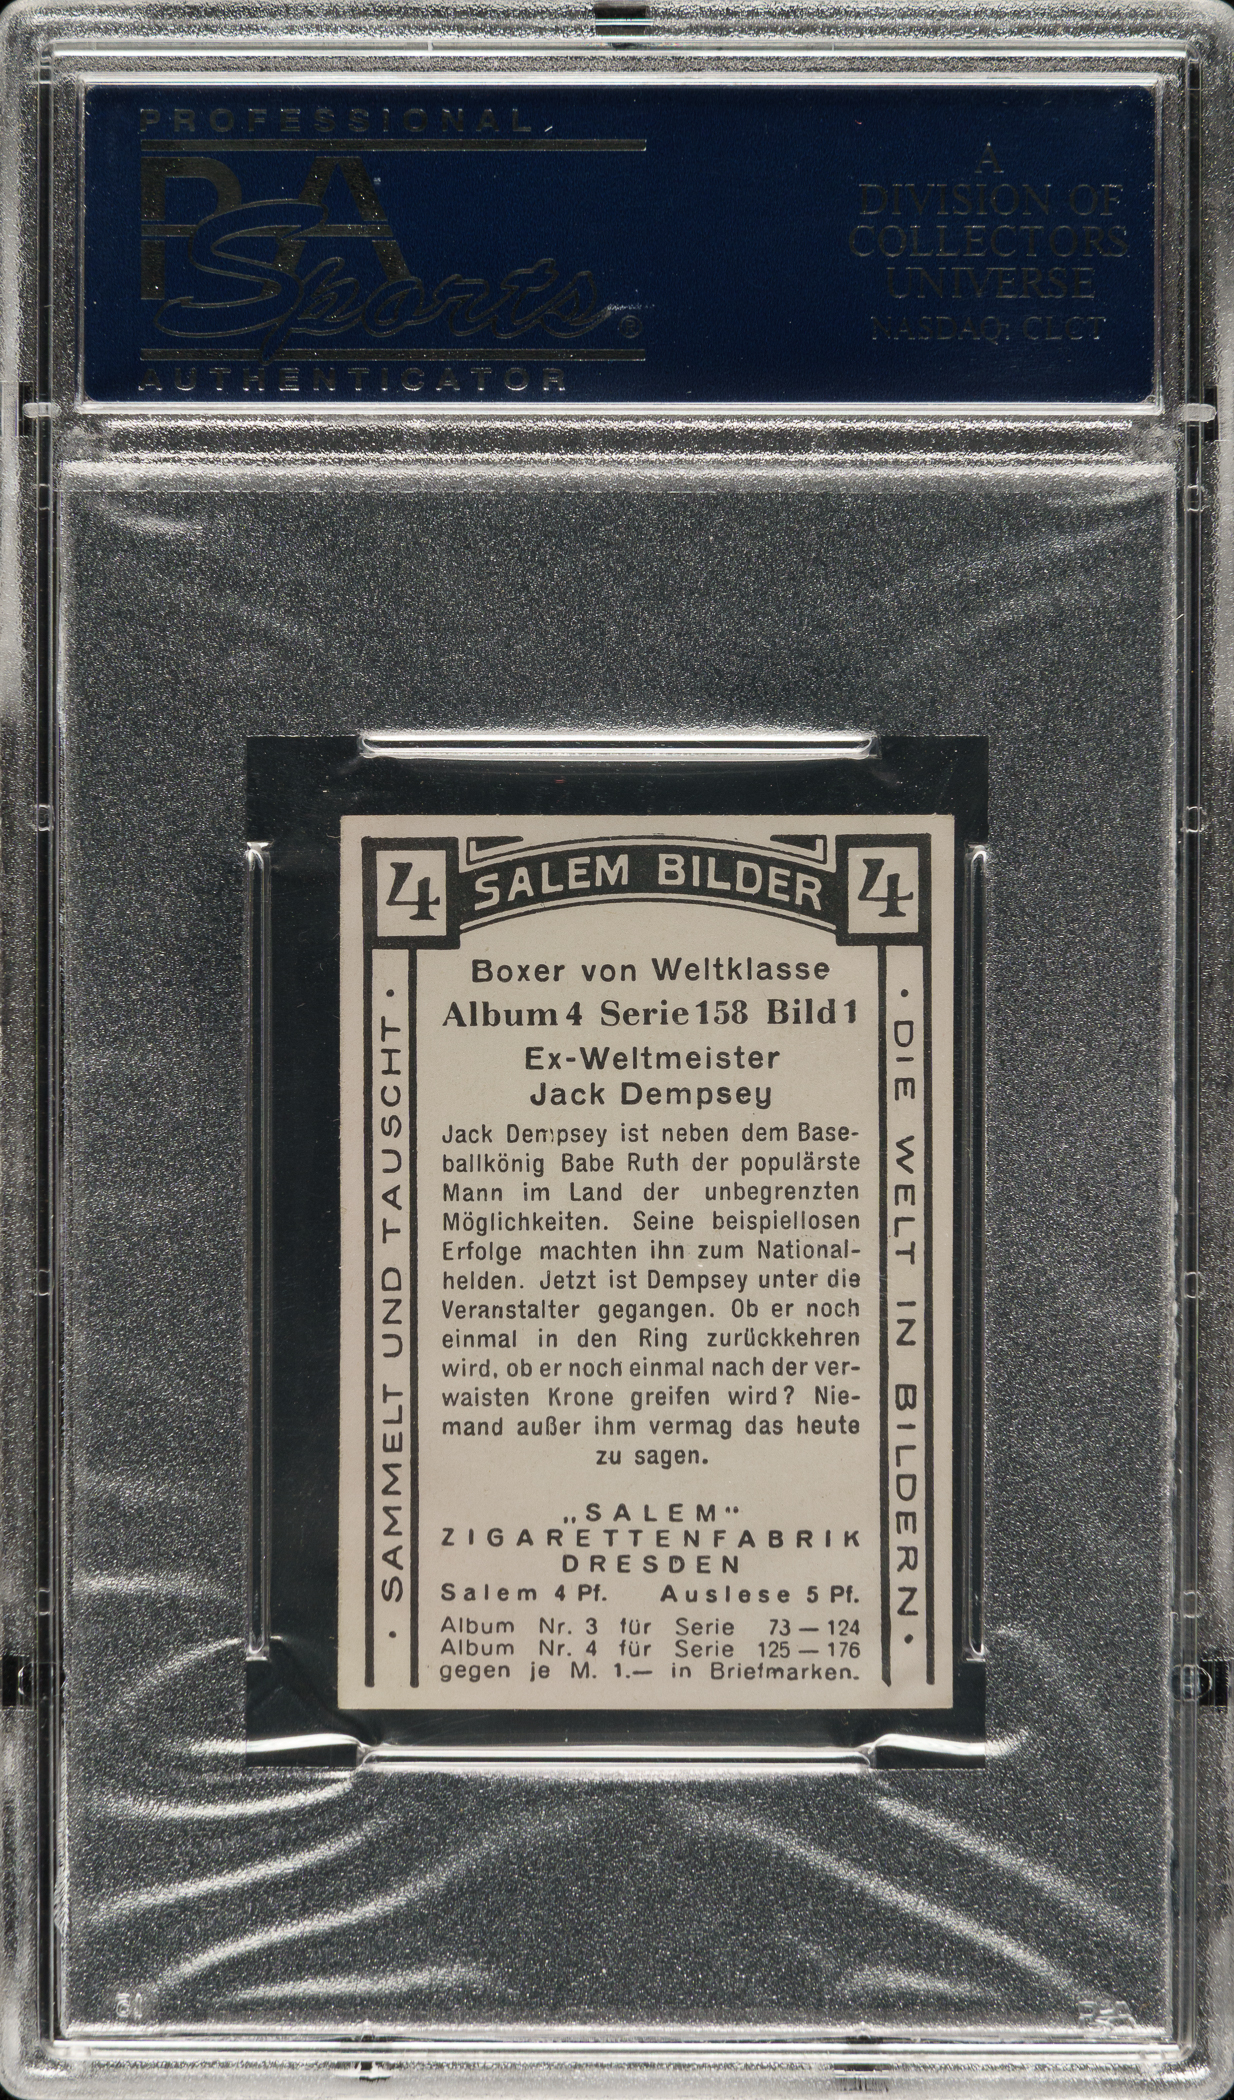 PROFESSIONAL
PSA
Sports®
AUTHENTICATOR
A
DIVISION OF
COLLECTORS
UNIVERSE
NASDAQ: CLCT
4 SALEM BILDER 4
· SAMMELT UND TAUSCHT ·
Boxer von Weltklasse
Album 4 Serie 158 Bild 1
Ex-Weltmeister
Jack Dempsey
Jack Dempsey ist neben dem Base-
ballkönig Babe Ruth der populärste
Mann im Land der unbegrenzten
Möglichkeiten. Seine beispiellosen
Erfolge machten ihn zum National-
helden. Jetzt ist Dempsey unter die
Veranstalter gegangen. Ob er noch
einmal in den Ring zurückkehren
wird, ob er noch einmal nach der ver-
waisten Krone greifen wird? Nie-
mand außer ihm vermag das heute
zu sagen.
„SALEM“
ZIGARETTENFABRIK
DRESDEN
Salem 4 Pf. Auslese 5 Pf.
Album Nr. 3 für Serie 73 — 124
Album Nr. 4 für Serie 125 — 176
gegen je M. 1.— in Briefmarken.
· DIE WELT IN BILDERN ·
PSA